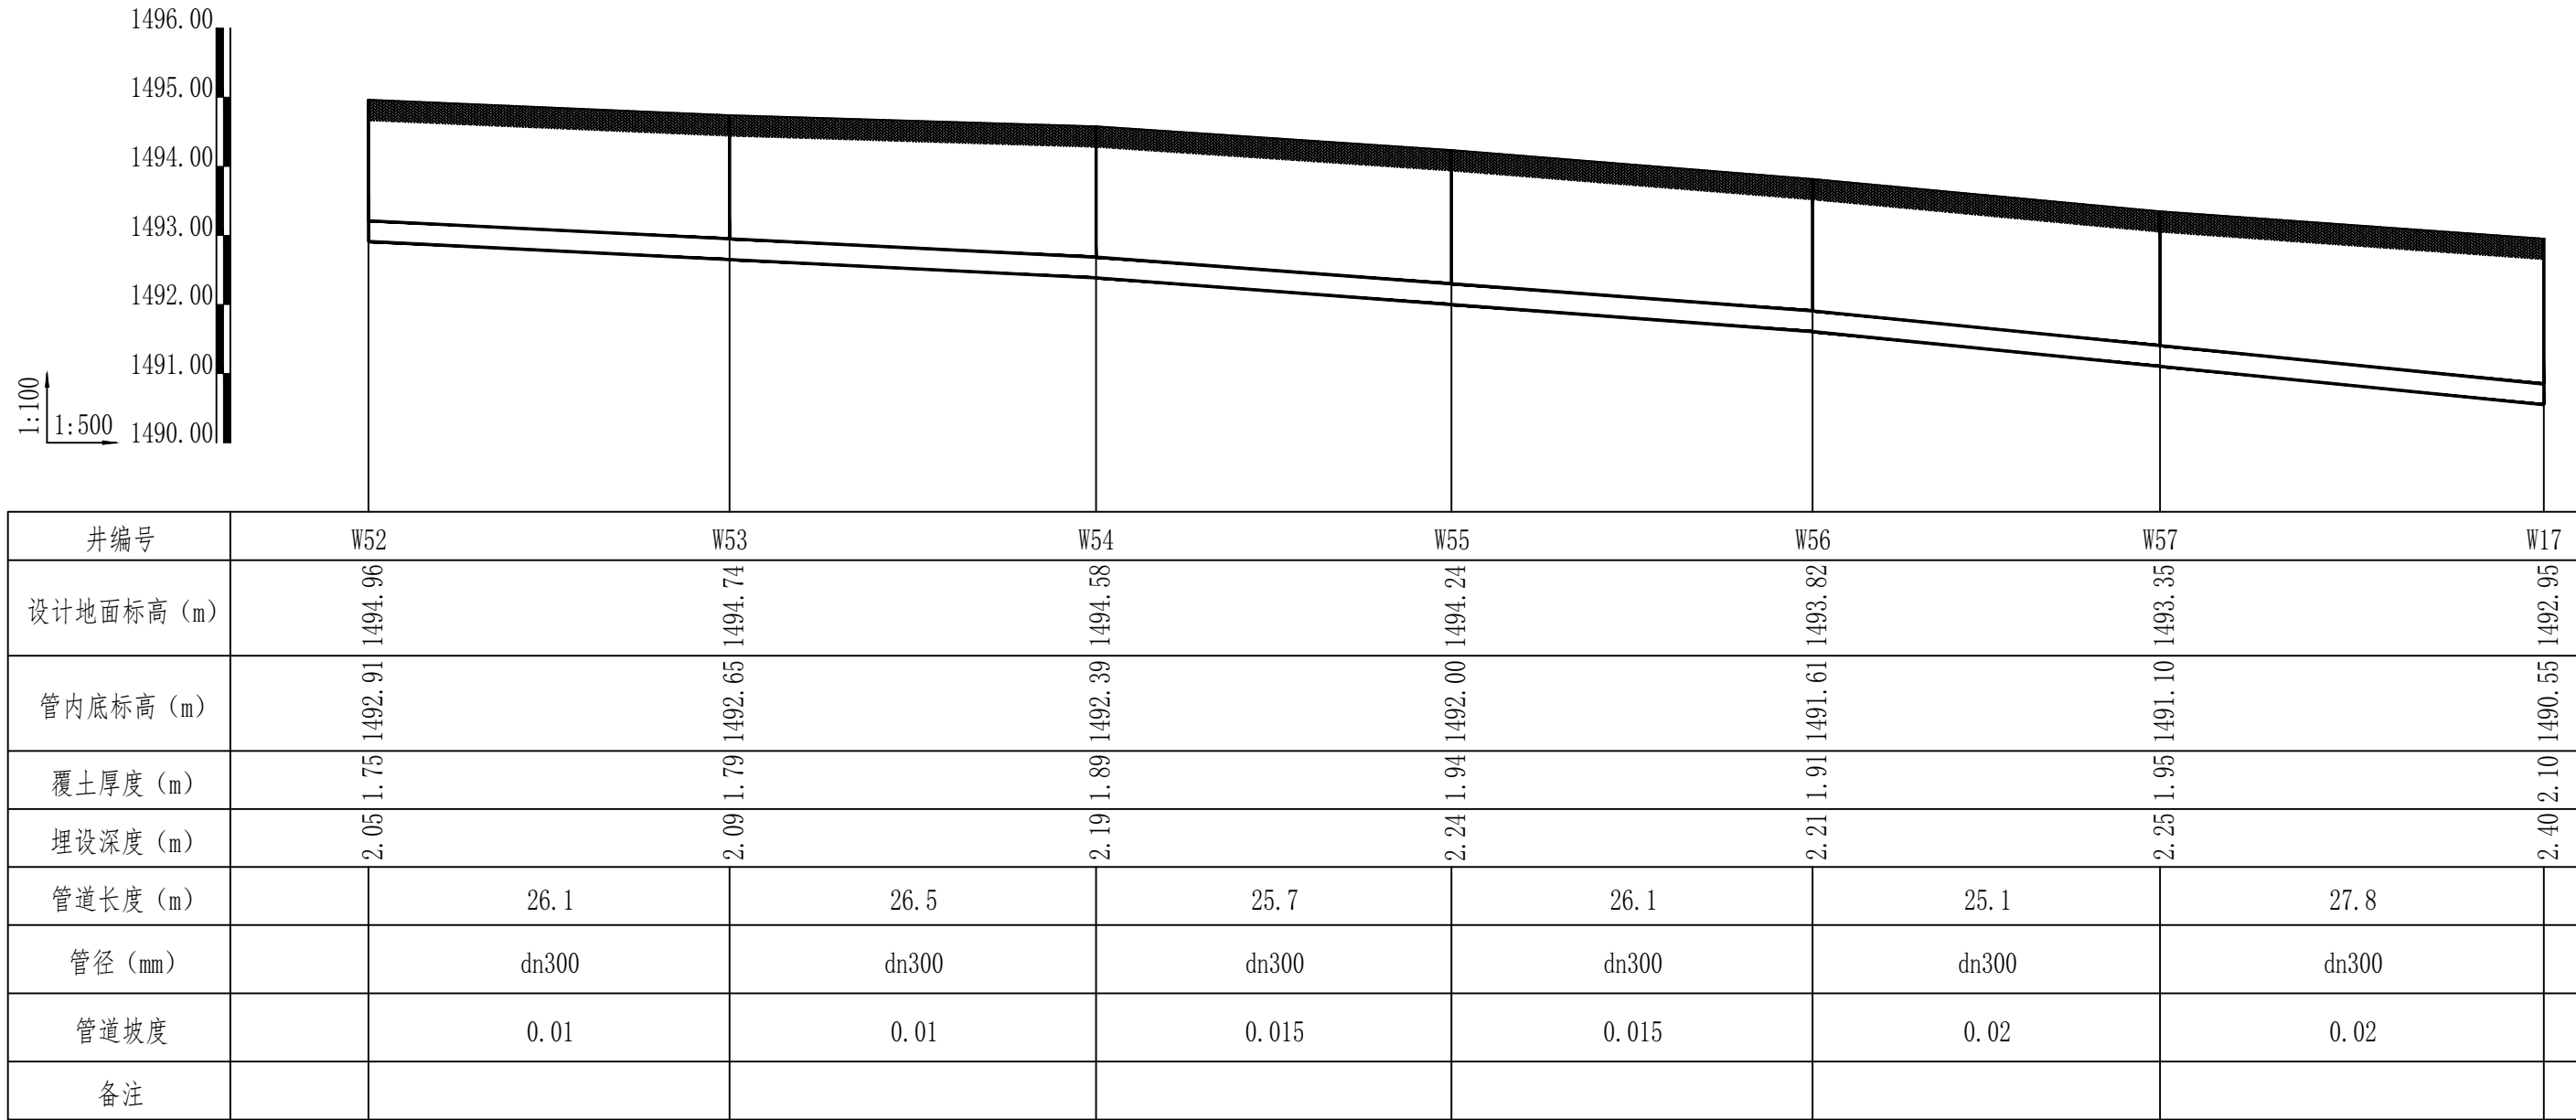 1496.00
1495.00
1494.00
1493.00
1492.00
1491.00
1490.00
1:100
1:500
井编号 W52 W53 W54 W55 W56 W57 W17
设计地面标高（m） 1494.96 1494.74 1494.58 1494.24 1493.82 1493.35 1492.95
管内底标高（m） 1492.91 1492.65 1492.39 1492.00 1491.61 1491.10 1490.55
覆土厚度（m） 1.75 1.79 1.89 1.94 1.91 1.95 2.10
埋设深度（m） 2.05 2.09 2.19 2.24 2.21 2.25 2.40
管道长度（m） 26.1 26.5 25.7 26.1 25.1 27.8
管径（mm） dn300 dn300 dn300 dn300 dn300 dn300
管道坡度 0.01 0.01 0.015 0.015 0.02 0.02
备注